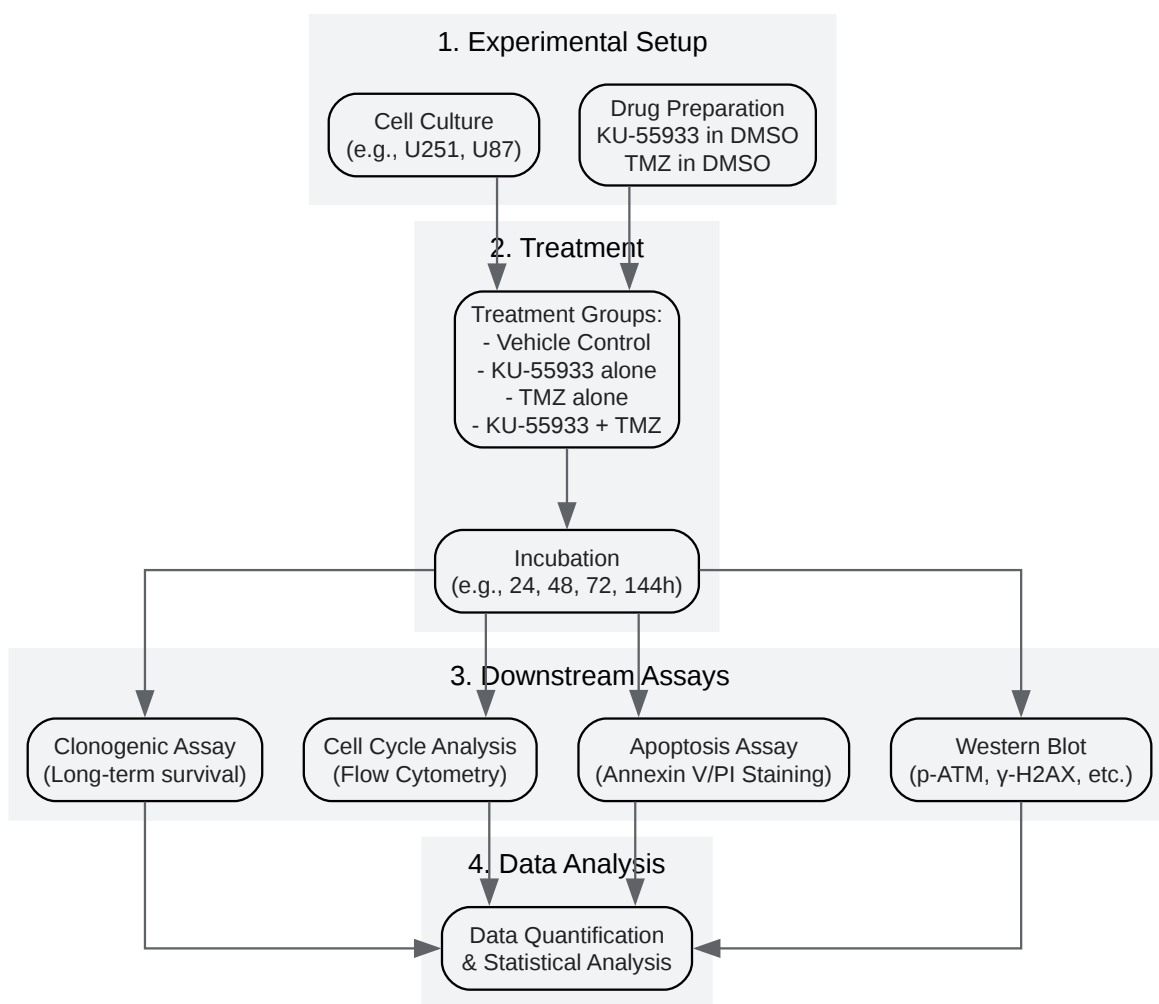 1. Experimental Setup
Cell Culture
(e.g., U251, U87)
Drug Preparation
KU-55933 in DMSO
TMZ in DMSO
2. Treatment
Treatment Groups:
- Vehicle Control
- KU-55933 alone
- TMZ alone
- KU-55933 + TMZ
Incubation
(e.g., 24, 48, 72, 144h)
3. Downstream Assays
Clonogenic Assay
(Long-term survival)
Cell Cycle Analysis
(Flow Cytometry)
Apoptosis Assay
(Annexin V/PI Staining)
Western Blot
(p-ATM, γ-H2AX, etc.)
4. Data Analysis
Data Quantification
& Statistical Analysis